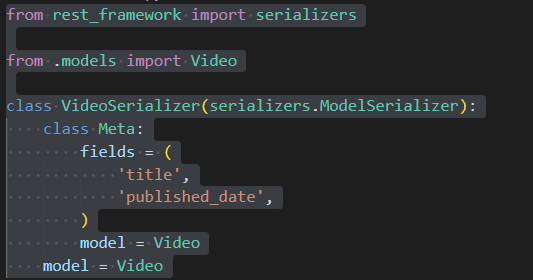 from rest_framework import serializers
from .models import Video
class VideoSerializer(serializers.ModelSerializer):
    class Meta:
        fields = (
            'title',
            'published_date',
        )
        model = Video
    model = Video